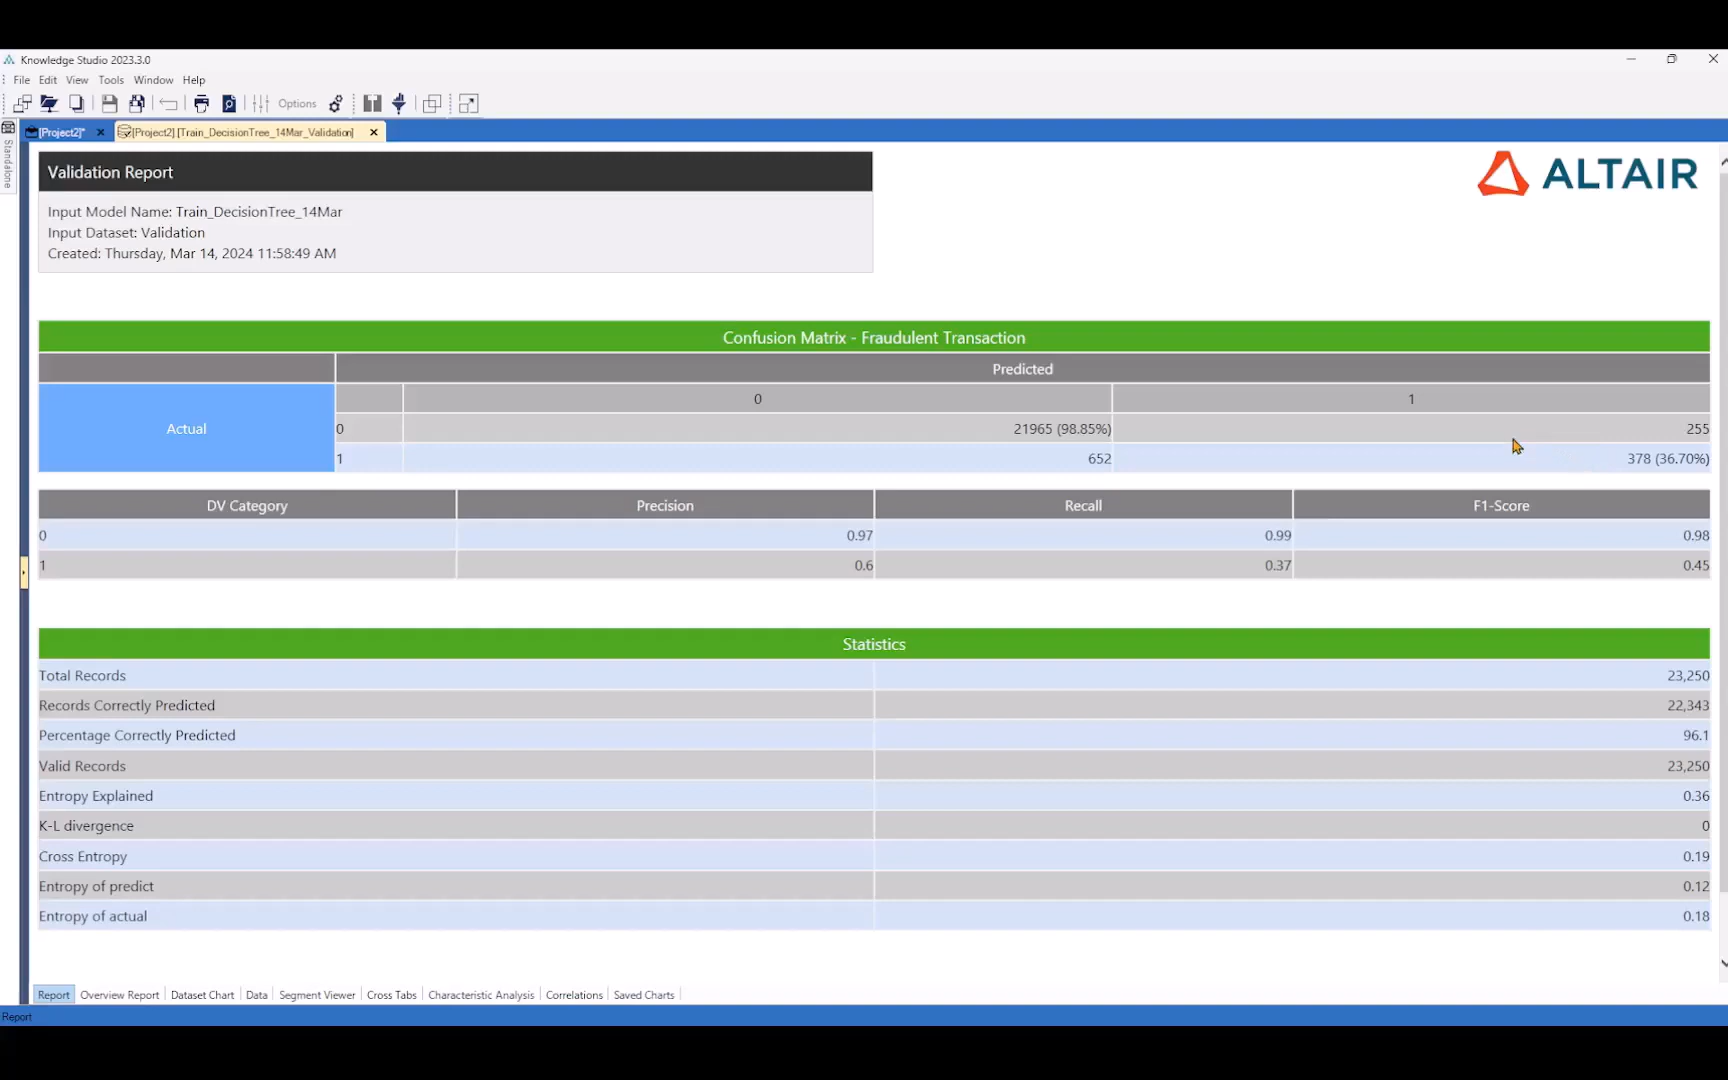 Knowledge Studio 2023.3.0
File Edit View Tools Window Help
Options
[Project2]* [Project2] [Train_DecisionTree_14Mar_Validation]
Standalone
Validation Report
ALTAIR
Input Model Name: Train_DecisionTree_14Mar
Input Dataset: Validation
Created: Thursday, Mar 14, 2024 11:58:49 AM
Confusion Matrix - Fraudulent Transaction
Predicted
0 1
Actual
0 21965 (98.85%) 255
1 652 378 (36.70%)
DV Category Precision Recall F1-Score
0 0.97 0.99 0.98
1 0.6 0.37 0.45
Statistics
Total Records 23,250
Records Correctly Predicted 22,343
Percentage Correctly Predicted 96.1
Valid Records 23,250
Entropy Explained 0.36
K-L divergence 0
Cross Entropy 0.19
Entropy of predict 0.12
Entropy of actual 0.18
Report Overview Report Dataset Chart Data Segment Viewer Cross Tabs Characteristic Analysis Correlations Saved Charts
Report